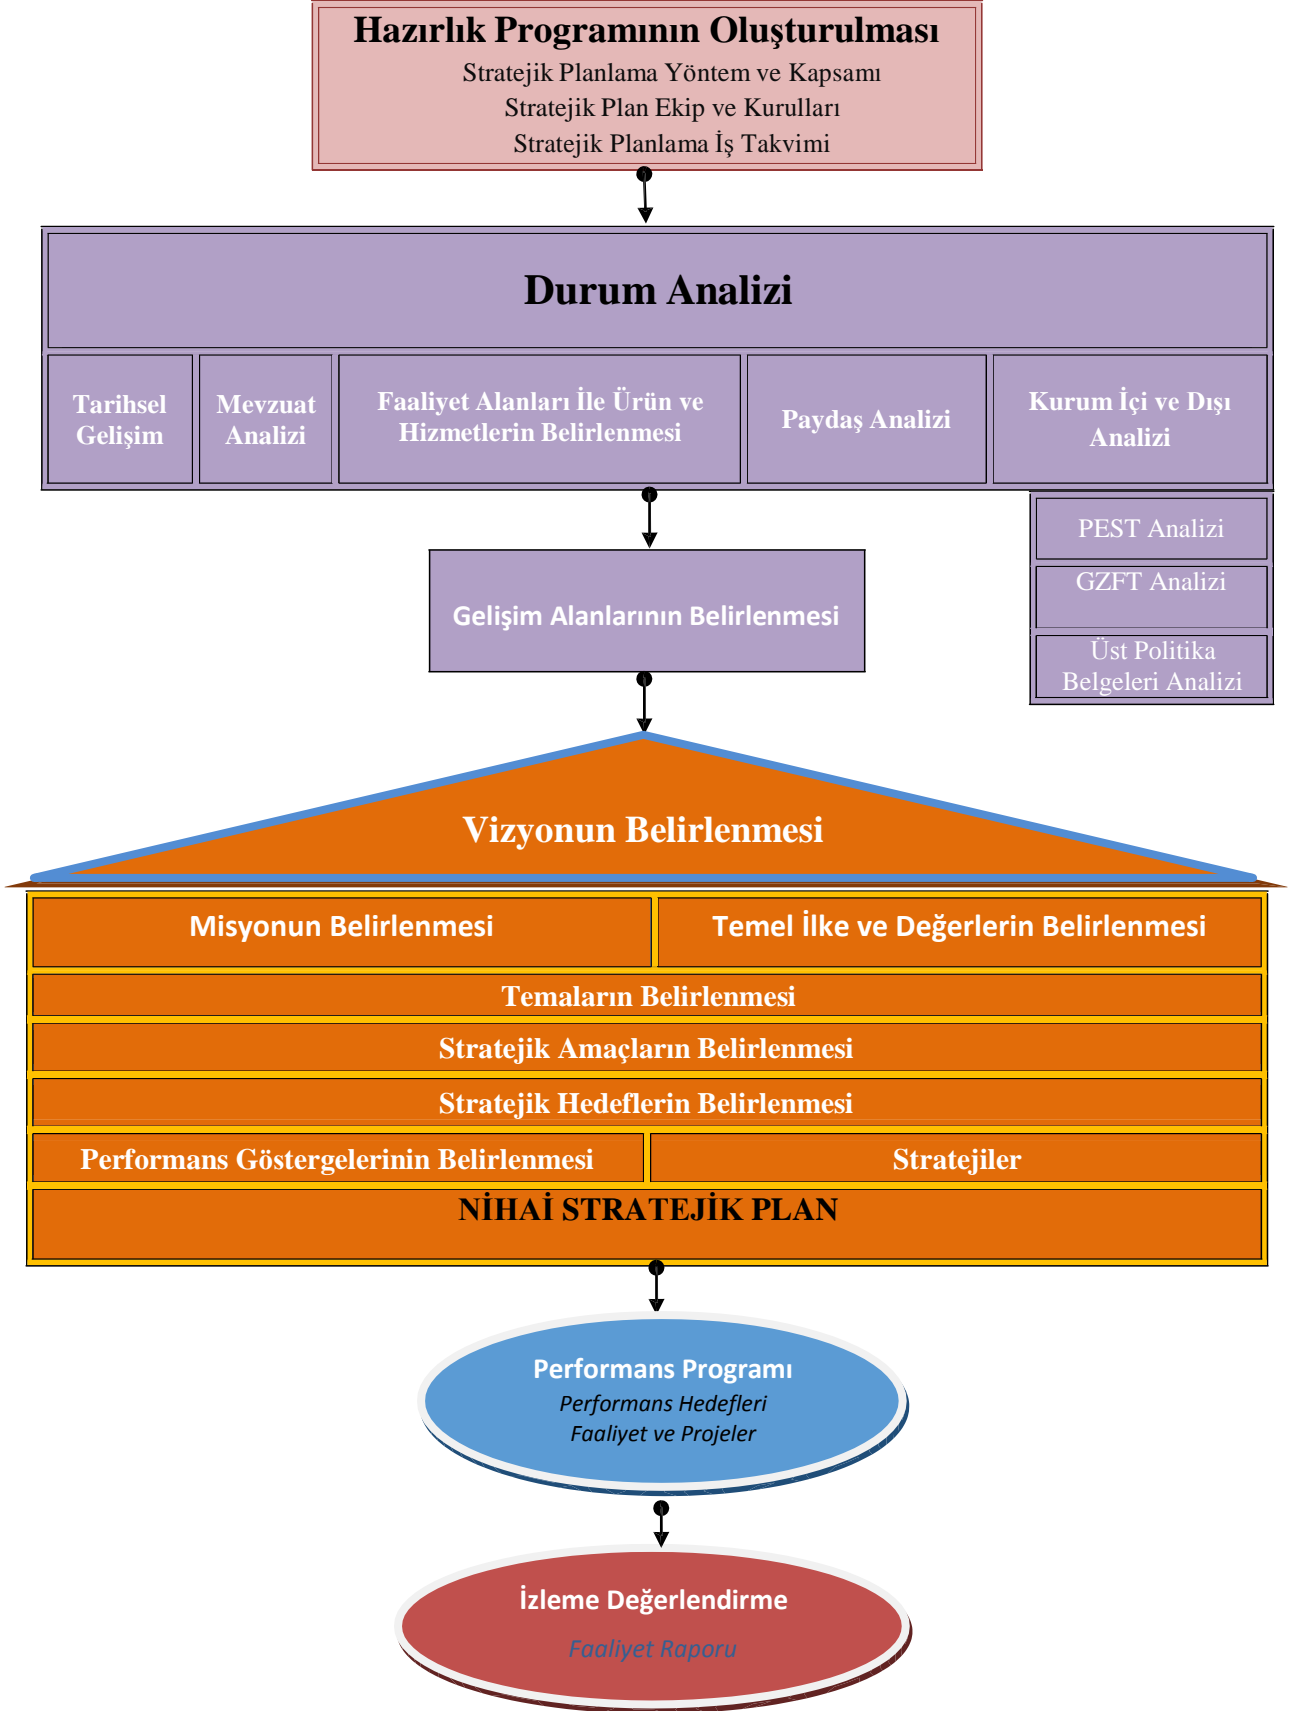 Hazırlık Programının Oluşturulması
Stratejik Planlama Yöntem ve Kapsamı
Stratejik Plan Ekip ve Kurulları
Stratejik Planlama İş Takvimi
Durum Analizi
Tarihsel
Gelişim
Mevzuat
Analizi
Faaliyet Alanları İle Ürün ve
Hizmetlerin Belirlenmesi
Paydaş Analizi
Kurum İçi ve Dışı
Analizi
PEST Analizi
GZFT Analizi
Üst Politika
Belgeleri Analizi
Gelişim Alanlarının Belirlenmesi
Vizyonun Belirlenmesi
Misyonun Belirlenmesi
Temel İlke ve Değerlerin Belirlenmesi
Temaların Belirlenmesi
Stratejik Amaçların Belirlenmesi
Stratejik Hedeflerin Belirlenmesi
Performans Göstergelerinin Belirlenmesi
Stratejiler
NİHAİ STRATEJİK PLAN
Performans Programı
Performans Hedefleri
Faaliyet ve Projeler
İzleme Değerlendirme
Faaliyet Raporu